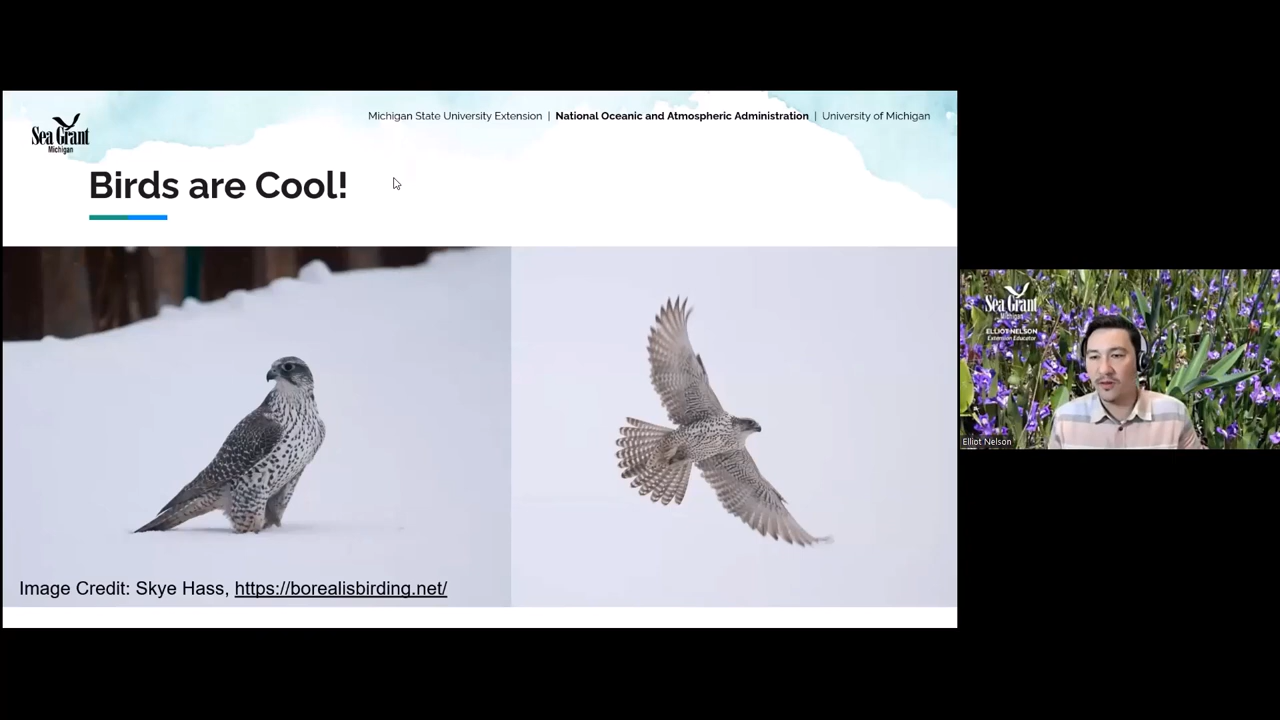 Michigan State University Extension | National Oceanic and Atmospheric Administration | University of Michigan
Sea Grant
Michigan
Birds are Cool!
Image Credit: Skye Hass, https://borealisbirding.net/
Sea Grant
Michigan
ELLIOT NELSON
Extension Educator
Elliot Nelson